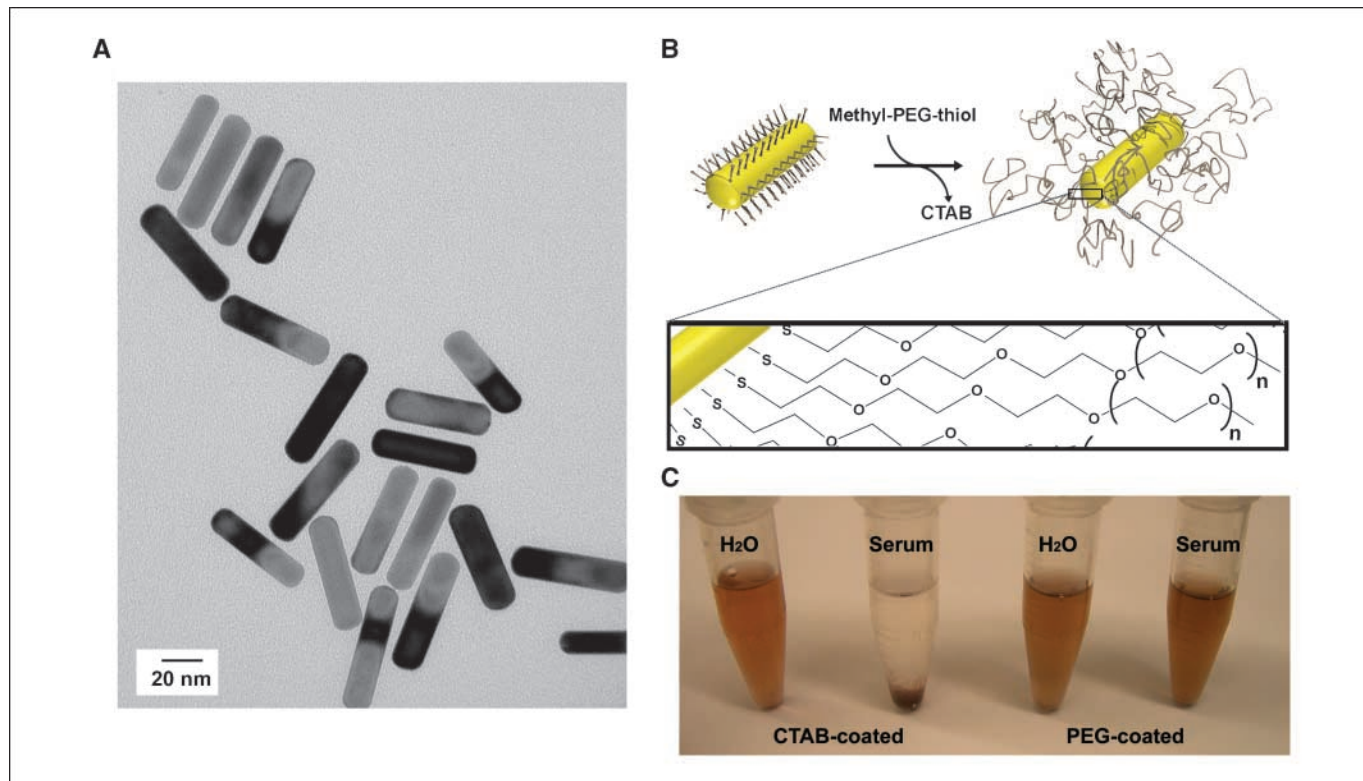 A
20 nm
B
Methyl-PEG-thiol
CTAB
S
O
O
O
O
n
S
O
O
O
O
n
S
O
O
O
O
S
O
O
S
C
H₂O Serum H₂O Serum
CTAB-coated PEG-coated